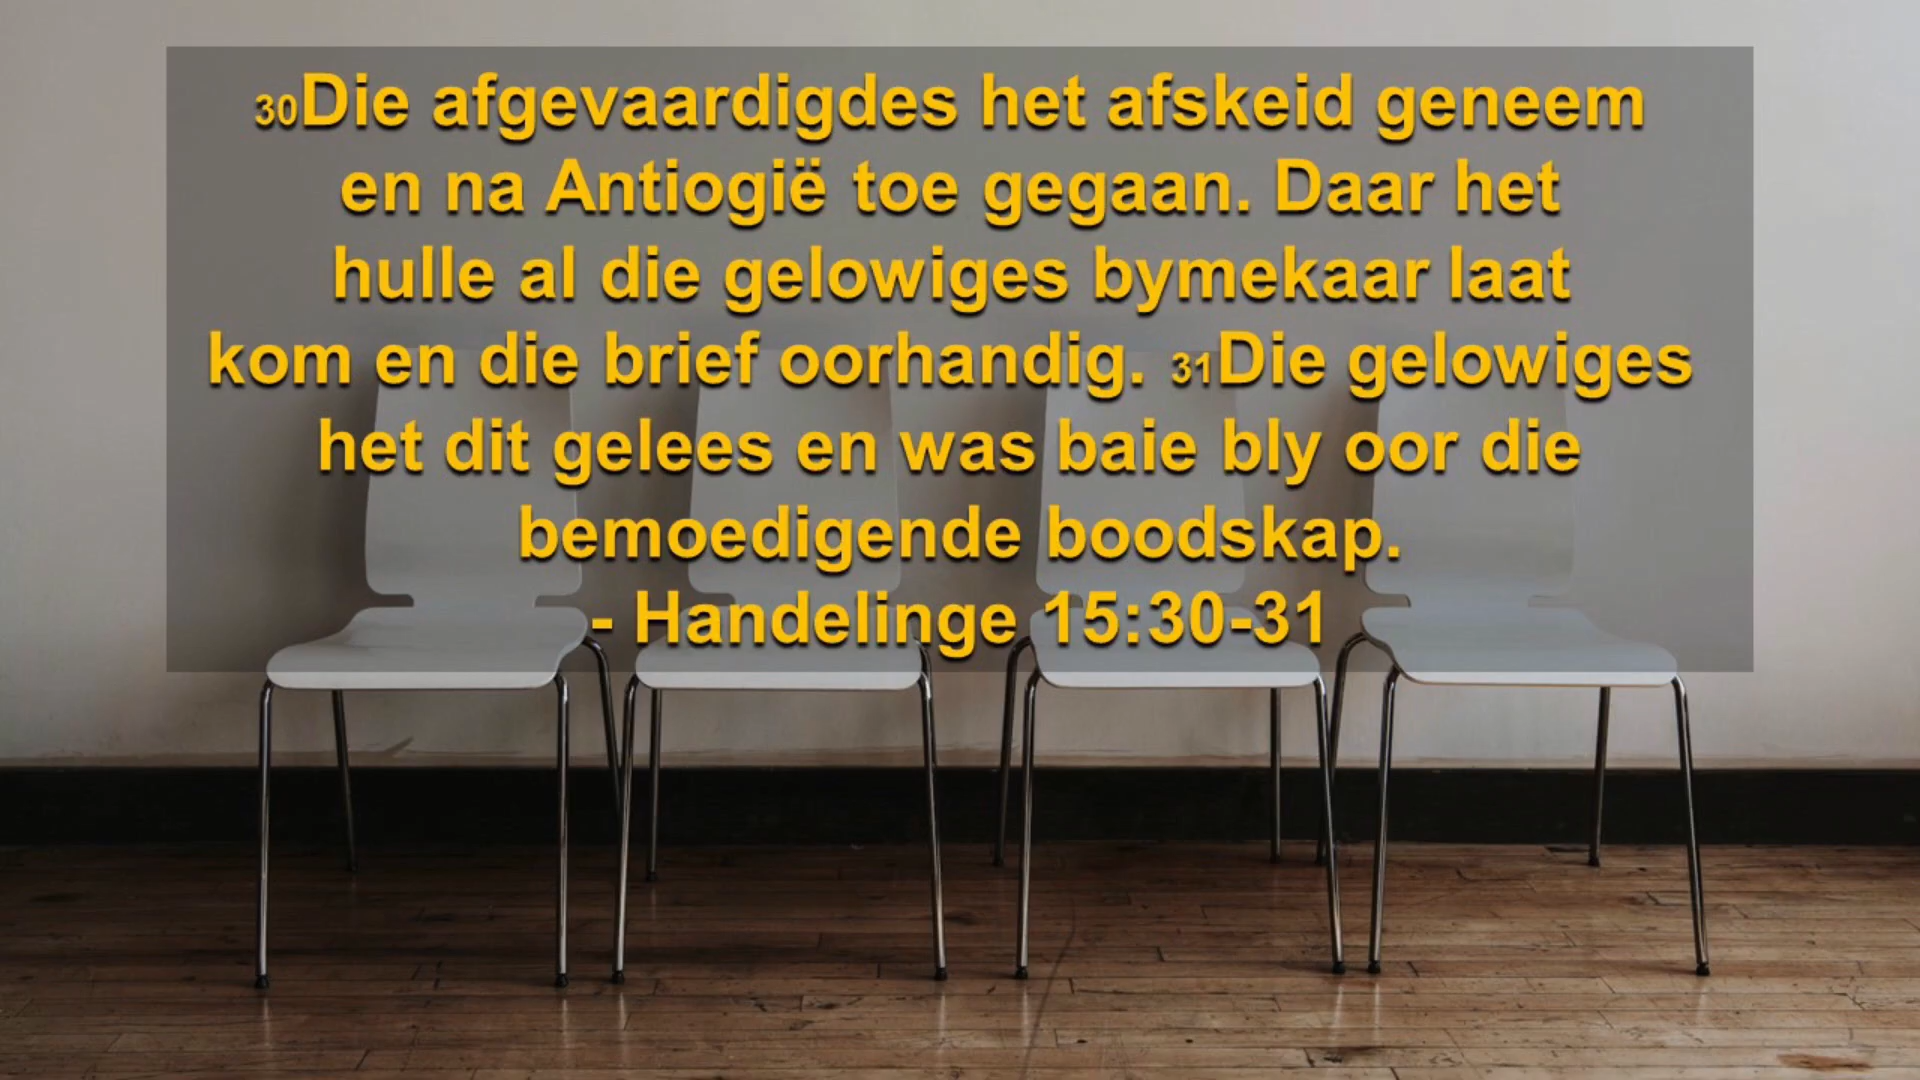 30Die afgevaardigdes het afskeid geneem
en na Antiogië toe gegaan. Daar het
hulle al die gelowiges bymekaar laat
kom en die brief oorhandig. 31Die gelowiges
het dit gelees en was baie bly oor die
bemoedigende boodskap.
- Handelinge 15:30-31